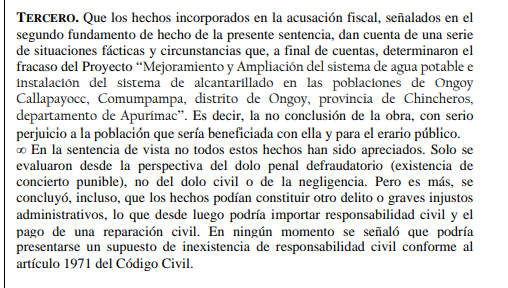 TERCERO. Que los hechos incorporados en la acusación fiscal, señalados en el
segundo fundamento de hecho de la presente sentencia, dan cuenta de una serie
de situaciones fácticas y circunstancias que, a final de cuentas, determinaron el
fracaso del Proyecto “Mejoramiento y Ampliación del sistema de agua potable e
instalación del sistema de alcantarillado en las poblaciones de Ongoy
Callapayocc, Comumpampa, distrito de Ongoy, provincia de Chincheros,
departamento de Apurímac”. Es decir, la no conclusión de la obra, con serio
perjuicio a la población que sería beneficiada con ella y para el erario público.
∞ En la sentencia de vista no todos estos hechos han sido apreciados. Solo se
evaluaron desde la perspectiva del dolo penal defraudatorio (existencia de
concierto punible), no del dolo civil o de la negligencia. Pero es más, se
concluyó, incluso, que los hechos podían constituir otro delito o graves injustos
administrativos, lo que desde luego podría importar responsabilidad civil y el
pago de una reparación civil. En ningún momento se señaló que podría
presentarse un supuesto de inexistencia de responsabilidad civil conforme al
artículo 1971 del Código Civil.